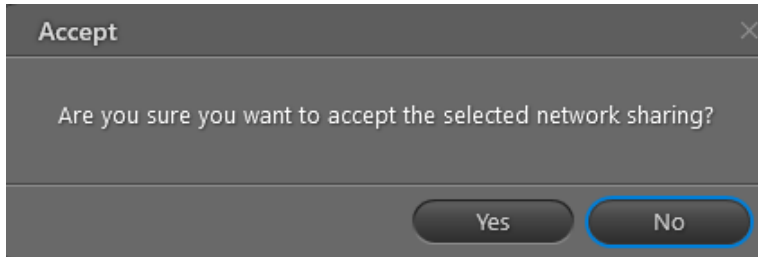 Accept
Are you sure you want to accept the selected network sharing?
Yes
No